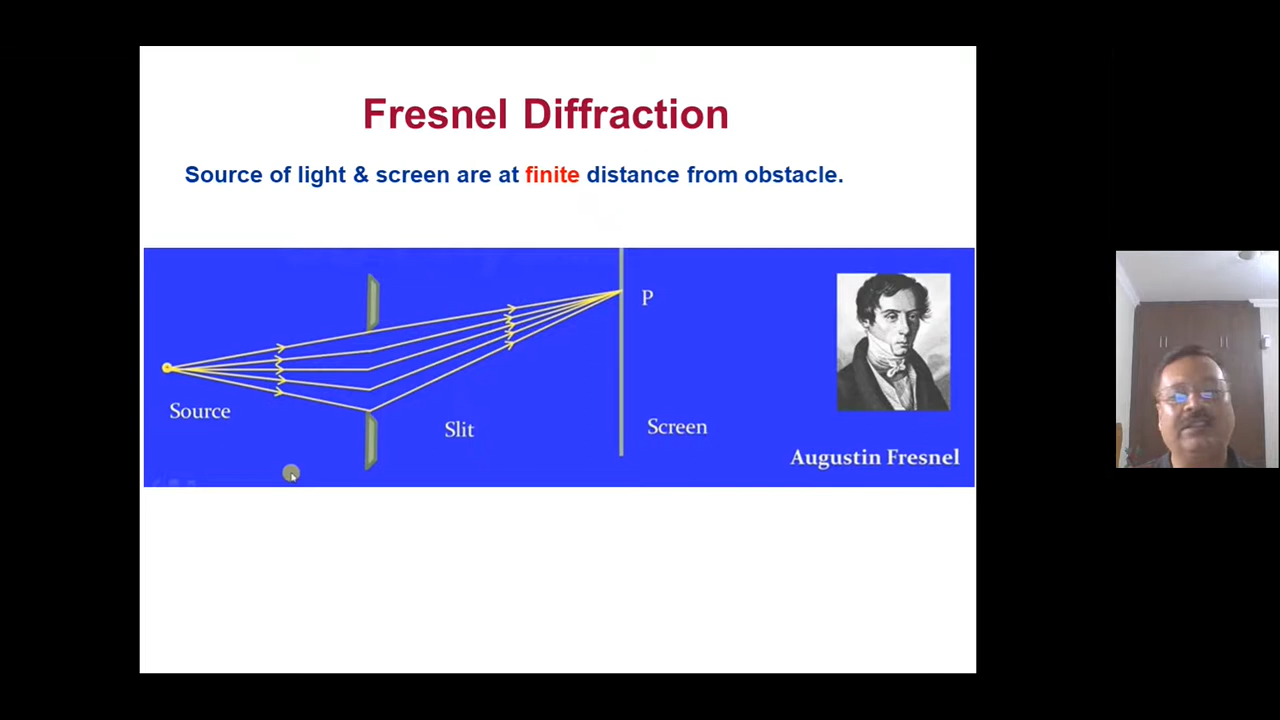 Fresnel Diffraction
Source of light & screen are at finite distance from obstacle.
P
Source
Slit
Screen
Augustin Fresnel